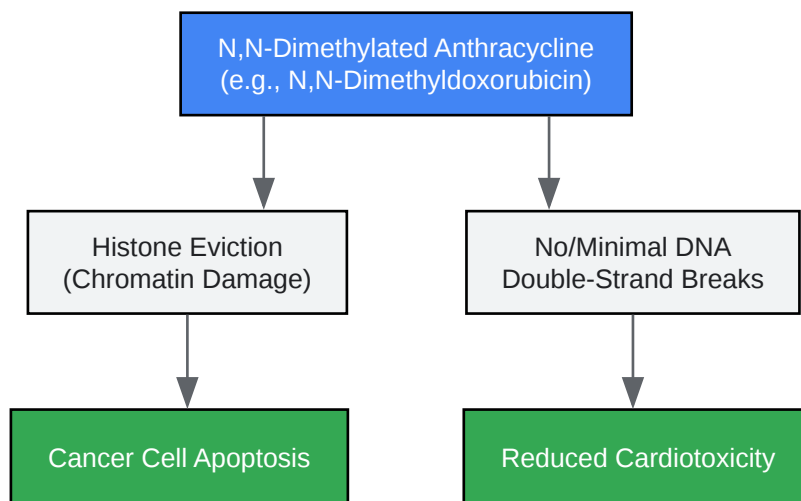 N,N-Dimethylated Anthracycline
(e.g., N,N-Dimethyldoxorubicin)
Histone Eviction
(Chromatin Damage)
No/Minimal DNA
Double-Strand Breaks
Cancer Cell Apoptosis
Reduced Cardiotoxicity